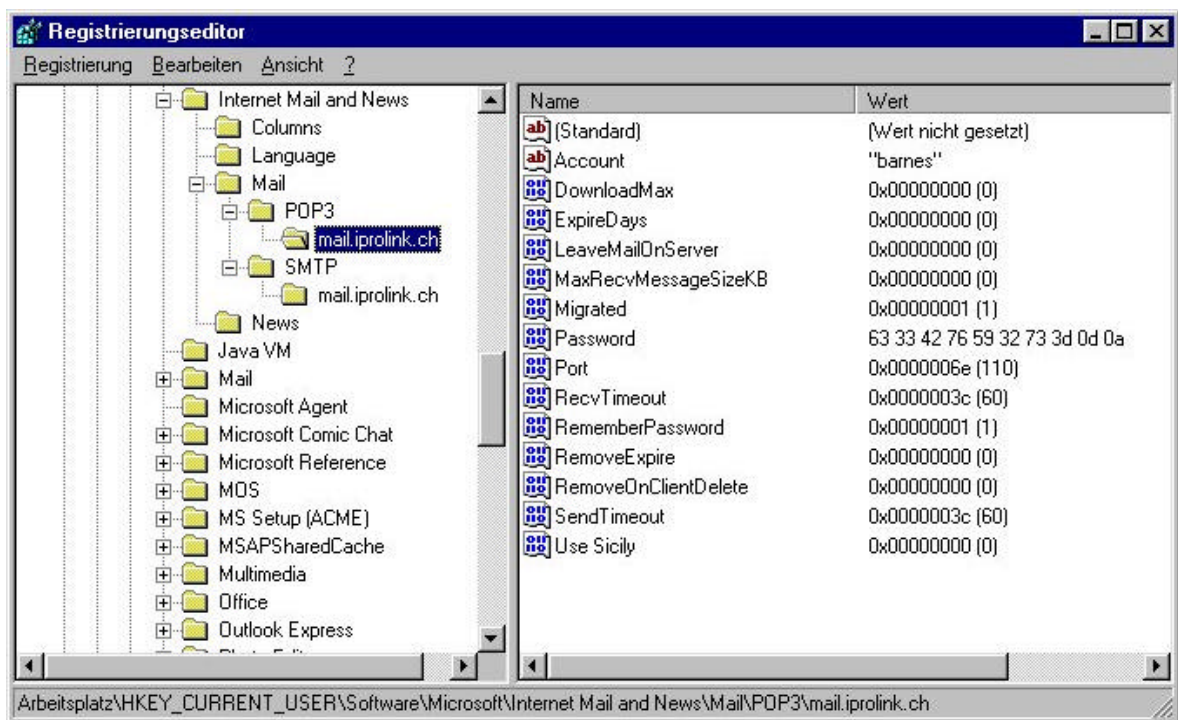 Registrierungseditor
Registrierung Bearbeiten Ansicht ?
Internet Mail and News
Columns
Language
Mail
POP3
mail.iprolink.ch
SMTP
mail.iprolink.ch
News
Java VM
Mail
Microsoft Agent
Microsoft Comic Chat
Microsoft Reference
MOS
MS Setup (ACME)
MSAPSharedCache
Multimedia
Office
Outlook Express
Name Wert
(Standard) (Wert nicht gesetzt)
Account "barnes"
DownloadMax 0x00000000 (0)
ExpireDays 0x00000000 (0)
LeaveMailOnServer 0x00000000 (0)
MaxRecvMessageSizeKB 0x00000000 (0)
Migrated 0x00000001 (1)
Password 63 33 42 76 59 32 73 3d 0d 0a
Port 0x0000006e (110)
RecvTimeout 0x0000003c (60)
RememberPassword 0x00000001 (1)
RemoveExpire 0x00000000 (0)
RemoveOnClientDelete 0x00000000 (0)
SendTimeout 0x0000003c (60)
Use Sicily 0x00000000 (0)
Arbeitsplatz\HKEY_CURRENT_USER\Software\Microsoft\Internet Mail and News\Mail\POP3\mail.iprolink.ch